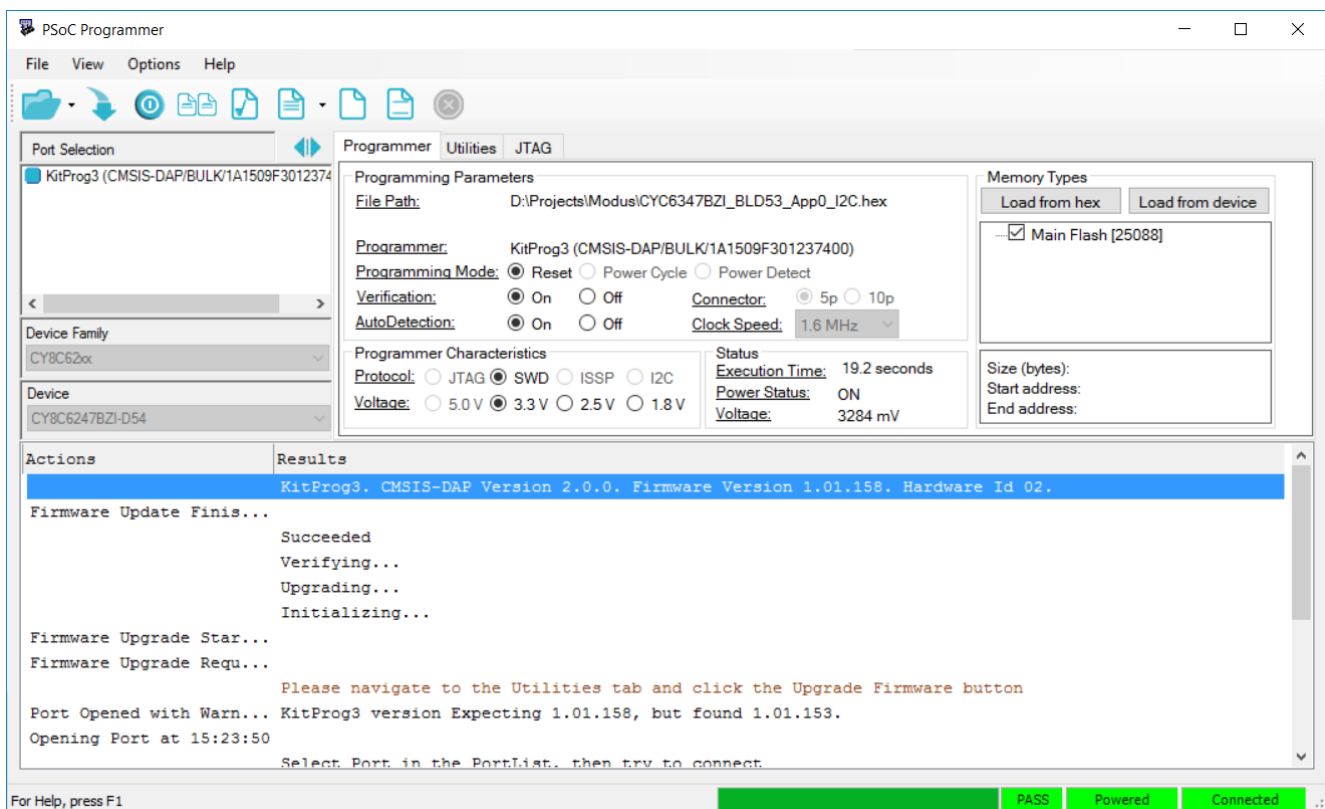 PSoC Programmer
File View Options Help
Port Selection
KitProg3 (CMSIS-DAP/BULK/1A1509F3012374
Device Family
CY8C62xx
Device
CY8C6247BZI-D54
Programmer Utilities JTAG
Programming Parameters
File Path: D:\Projects\Modus\CYC6347BZI_BLD53_App0_I2C.hex
Programmer: KitProg3 (CMSIS-DAP/BULK/1A1509F301237400)
Programming Mode: Reset Power Cycle Power Detect
Verification: On Off Connector: 5p 10p
AutoDetection: On Off Clock Speed: 1.6 MHz
Programmer Characteristics
Protocol: JTAG SWD ISSP I2C
Voltage: 5.0 V 3.3 V 2.5 V 1.8 V
Status
Execution Time: 19.2 seconds
Power Status: ON
Voltage: 3284 mV
Memory Types
Load from hex Load from device
Main Flash [25088]
Size (bytes):
Start address:
End address:
Actions Results
KitProg3. CMSIS-DAP Version 2.0.0. Firmware Version 1.01.158. Hardware Id 02.
Firmware Update Finis...
Succeeded
Verifying...
Upgrading...
Initializing...
Firmware Upgrade Star...
Firmware Upgrade Requ...
Please navigate to the Utilities tab and click the Upgrade Firmware button
Port Opened with Warn... KitProg3 version Expecting 1.01.158, but found 1.01.153.
Opening Port at 15:23:50
Select Port in the PortList, then try to connect
For Help, press F1
PASS Powered Connected